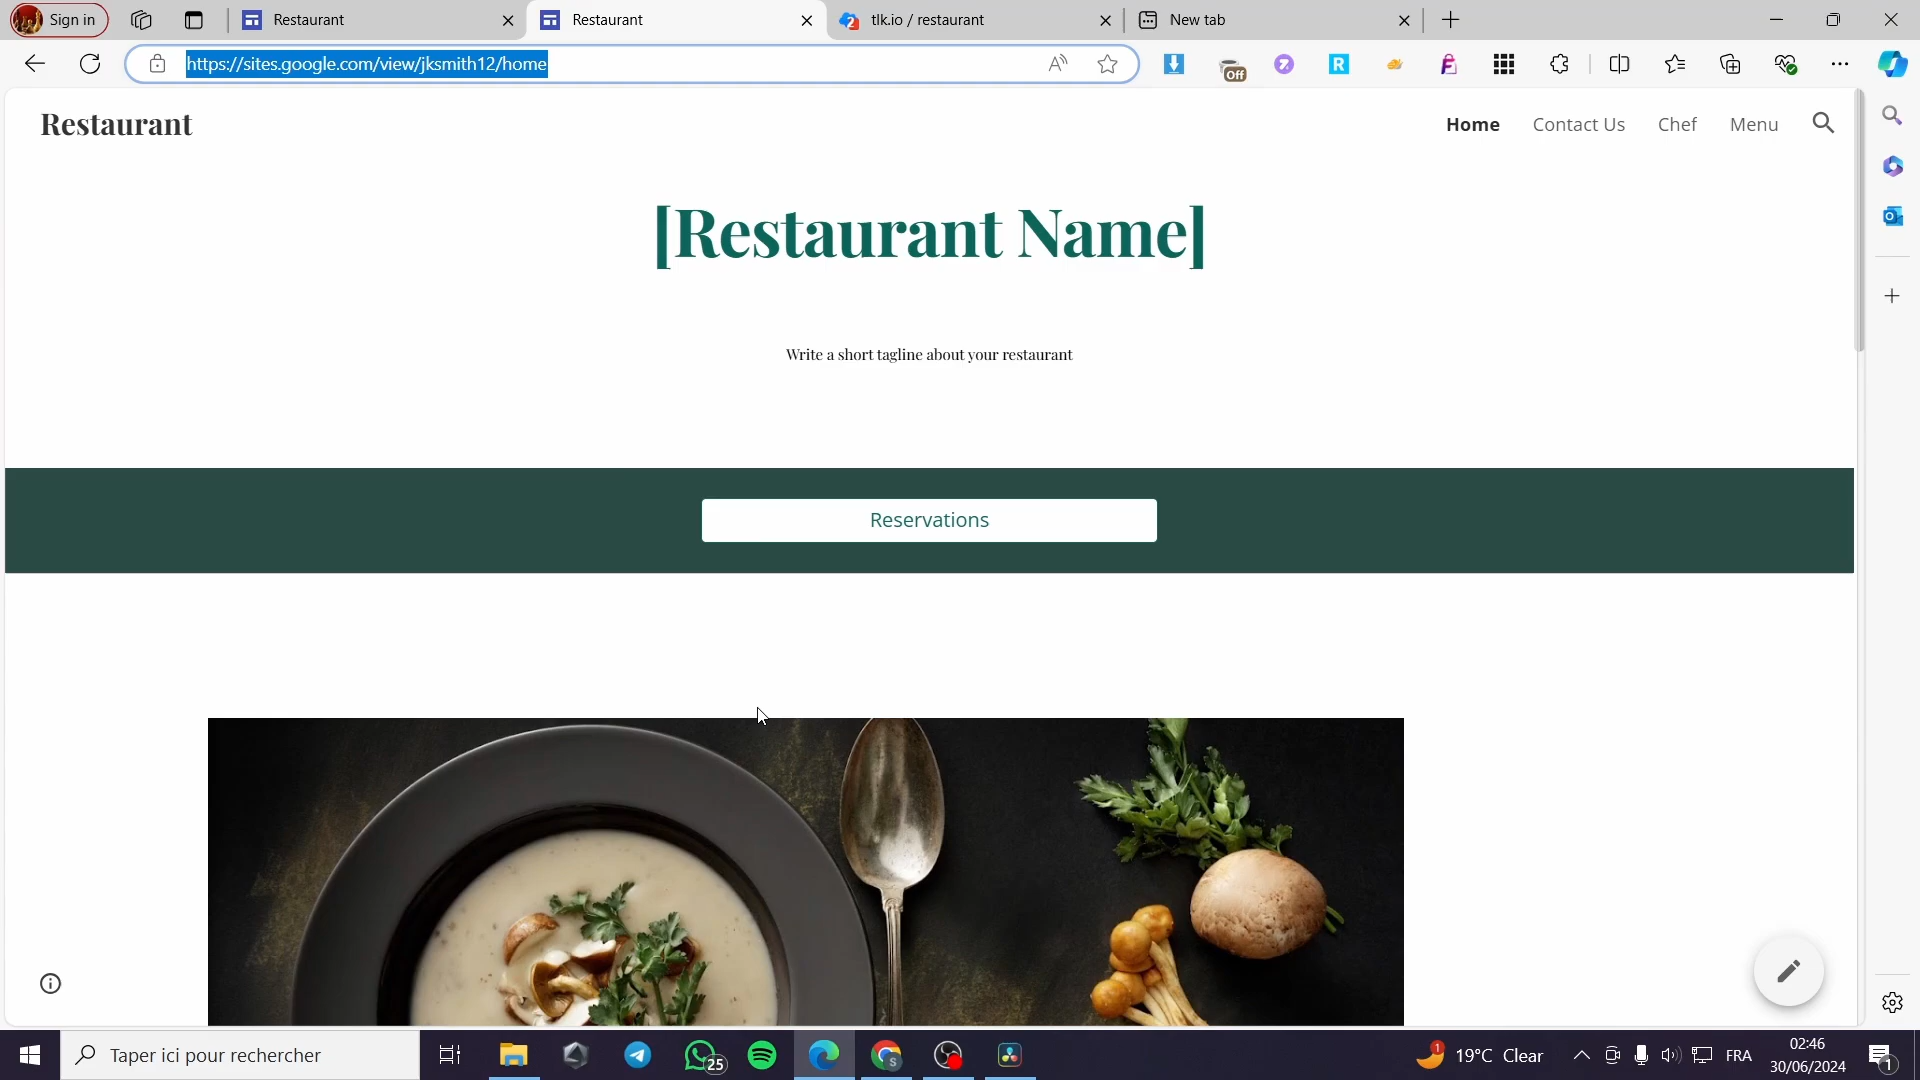 Sign in
Restaurant
Restaurant
tlk.io / restaurant
New tab
https://sites.google.com/view/jksmith12/home
Off
Restaurant
Home
Contact Us
Chef
Menu
[Restaurant Name]
Write a short tagline about your restaurant
Reservations
Taper ici pour rechercher
25
1
19°C Clear
FRA
02:46
30/06/2024
1